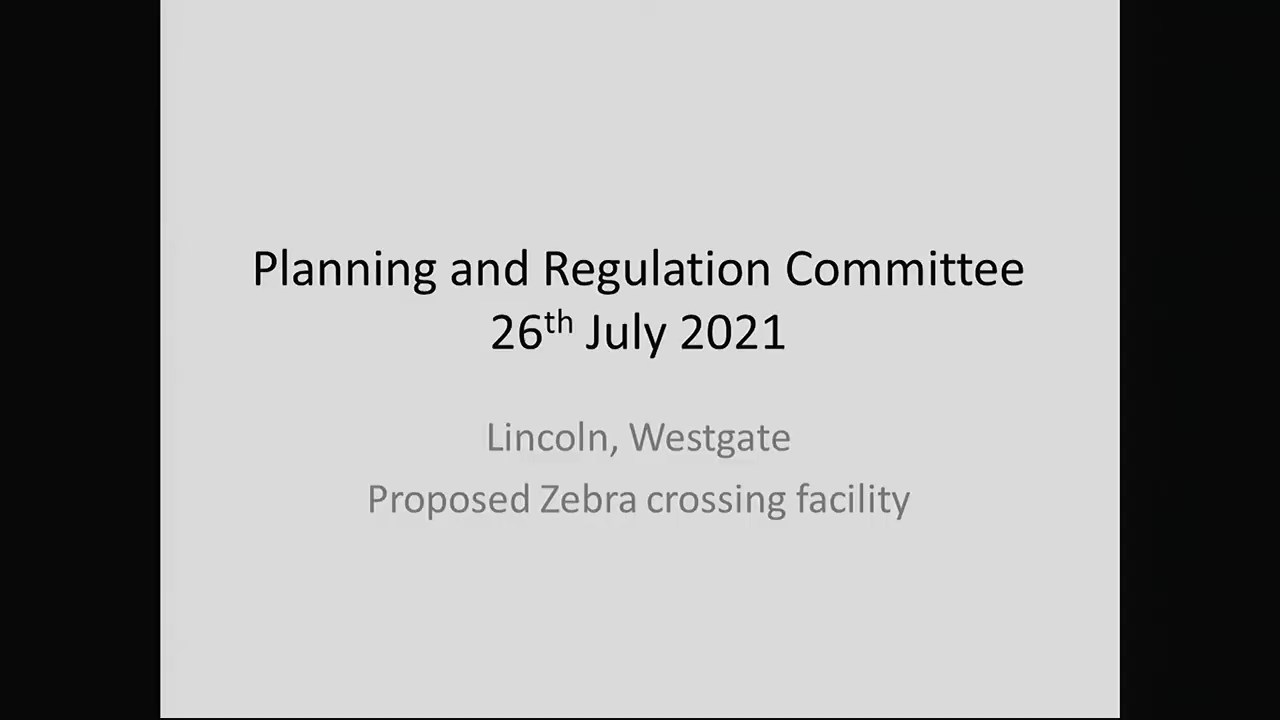 Planning and Regulation Committee
26th July 2021
Lincoln, Westgate
Proposed Zebra crossing facility